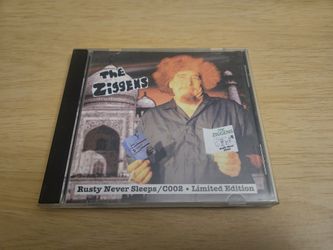 The
Ziggens
Rusty Never Sleeps/C002 • Limited Edition